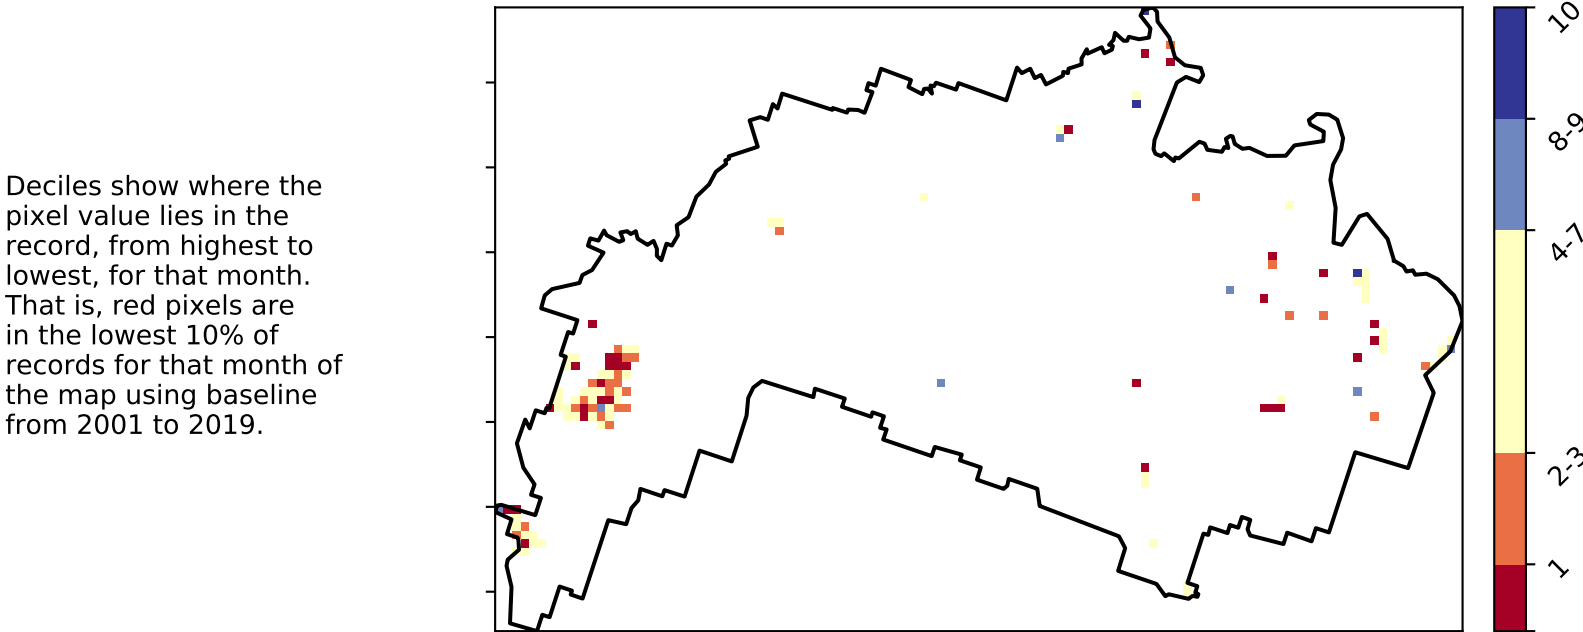 Deciles show where the
pixel value lies in the
record, from highest to
lowest, for that month.
That is, red pixels are
in the lowest 10% of
records for that month of
the map using baseline
from 2001 to 2019.
10
8-9
4-7
2-3
1